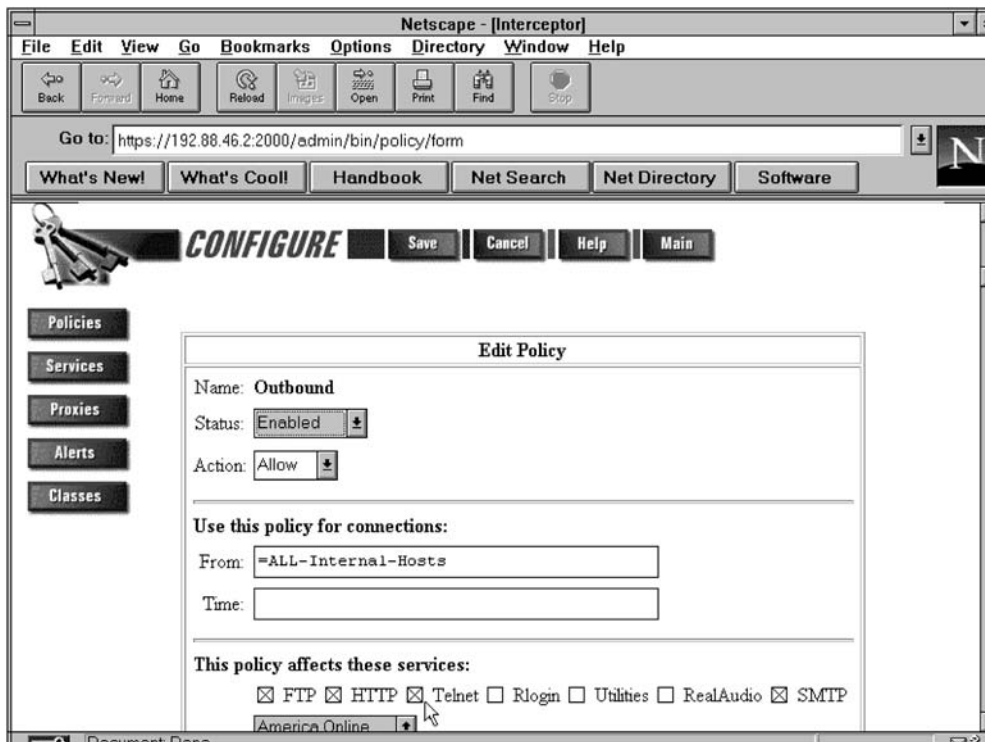 Netscape - [Interceptor]
File Edit View Go Bookmarks Options Directory Window Help
Back Forward Home Reload Images Open Print Find Stop
Go to: https://192.88.46.2:2000/admin/bin/policy/form
N
What's New! What's Cool! Handbook Net Search Net Directory Software
CONFIGURE Save Cancel Help Main
Policies
Services
Proxies
Alerts
Classes
Edit Policy
Name: Outbound
Status: Enabled
Action: Allow
Use this policy for connections:
From: =ALL-Internal-Hosts
Time:
This policy affects these services:
FTP HTTP Telnet Rlogin Utilities RealAudio SMTP
America Online
Document: Done